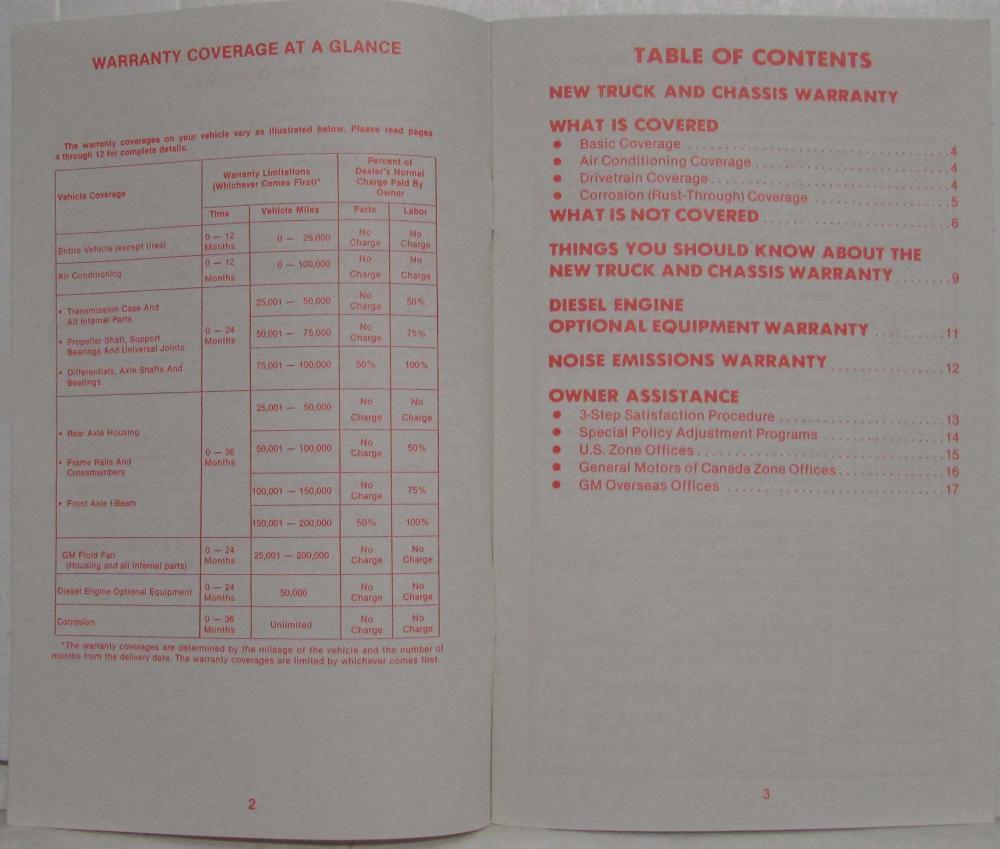 WARRANTY COVERAGE AT A GLANCE
The warranty coverages on your vehicle vary as illustrated below. Please read pages
4 through 12 for complete details.
Vehicle Coverage
Warranty Limitations
(Whichever Comes First)*
Percent of
Dealer's Normal
Charge Paid By
Owner
Time
Vehicle Miles
Parts
Labor
Entire Vehicle (except tires)
0 — 12
Months
0 — 25,000
No
Charge
No
Charge
Air Conditioning
0 — 12
Months
0 — 100,000
No
Charge
No
Charge
• Transmission Case And
All Internal Parts
• Propeller Shaft, Support
Bearings And Universal Joints
• Differentials, Axle Shafts And
Bearings
0 — 24
Months
25,001 — 50,000
No
Charge
50%
50,001 — 75,000
No
Charge
75%
75,001 — 100,000
50%
100%
• Rear Axle Housing
• Frame Rails And
Crossmembers
• Front Axle I-Beam
0 — 36
Months
25,001 — 50,000
No
Charge
No
Charge
50,001 — 100,000
No
Charge
50%
100,001 — 150,000
No
Charge
75%
150,001 — 200,000
50%
100%
GM Fluid Fan
(Housing and all internal parts)
0 — 24
Months
25,001 — 200,000
No
Charge
No
Charge
Diesel Engine Optional Equipment
0 — 24
Months
50,000
No
Charge
No
Charge
Corrosion
0 — 36
Months
Unlimited
No
Charge
No
Charge
*The warranty coverages are determined by the mileage of the vehicle and the number of
months from the delivery date. The warranty coverages are limited by whichever comes first.
2
TABLE OF CONTENTS
NEW TRUCK AND CHASSIS WARRANTY
WHAT IS COVERED
• Basic Coverage ........................ 4
• Air Conditioning Coverage ........................ 4
• Drivetrain Coverage ........................ 4
• Corrosion (Rust-Through) Coverage ................ 5
WHAT IS NOT COVERED ........................ 6
THINGS YOU SHOULD KNOW ABOUT THE
NEW TRUCK AND CHASSIS WARRANTY ........ 9
DIESEL ENGINE
OPTIONAL EQUIPMENT WARRANTY ......... 11
NOISE EMISSIONS WARRANTY ............... 12
OWNER ASSISTANCE
• 3-Step Satisfaction Procedure ..................... 13
• Special Policy Adjustment Programs ............... 14
• U.S. Zone Offices ................................ 15
• General Motors of Canada Zone Offices ............ 16
• GM Overseas Offices ............................ 17
3